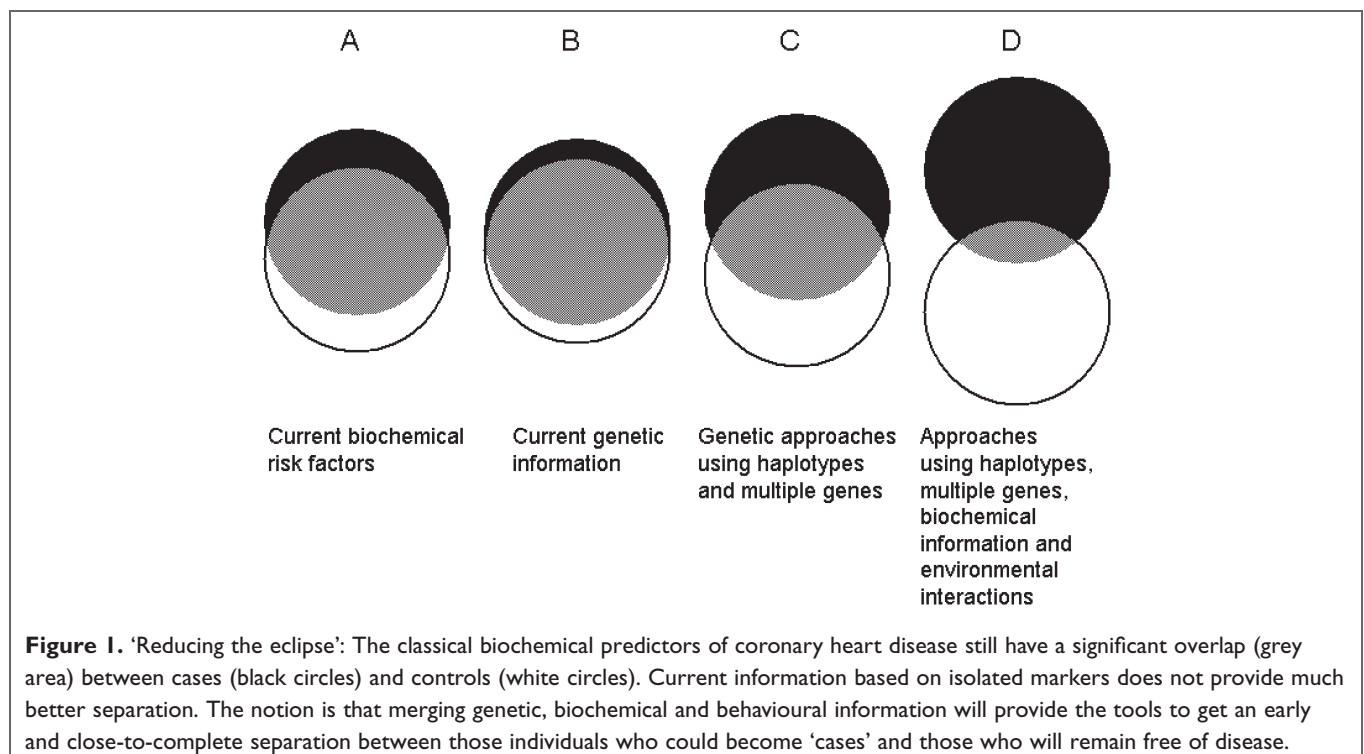 A B C D
Current biochemical risk factors
Current genetic information
Genetic approaches using haplotypes and multiple genes
Approaches using haplotypes, multiple genes, biochemical information and environmental interactions
Figure 1. ‘Reducing the eclipse’: The classical biochemical predictors of coronary heart disease still have a significant overlap (grey
area) between cases (black circles) and controls (white circles). Current information based on isolated markers does not provide much
better separation. The notion is that merging genetic, biochemical and behavioural information will provide the tools to get an early
and close-to-complete separation between those individuals who could become ‘cases’ and those who will remain free of disease.